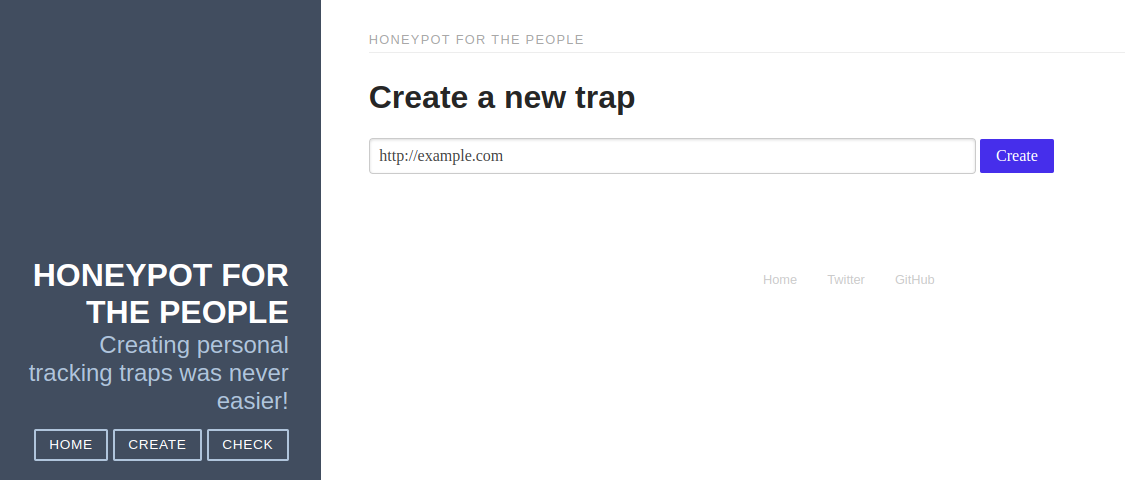 HONEYPOT FOR
THE PEOPLE
Creating personal
tracking traps was never
easier!
HOME CREATE CHECK
HONEYPOT FOR THE PEOPLE
Create a new trap
http://example.com Create
Home Twitter GitHub